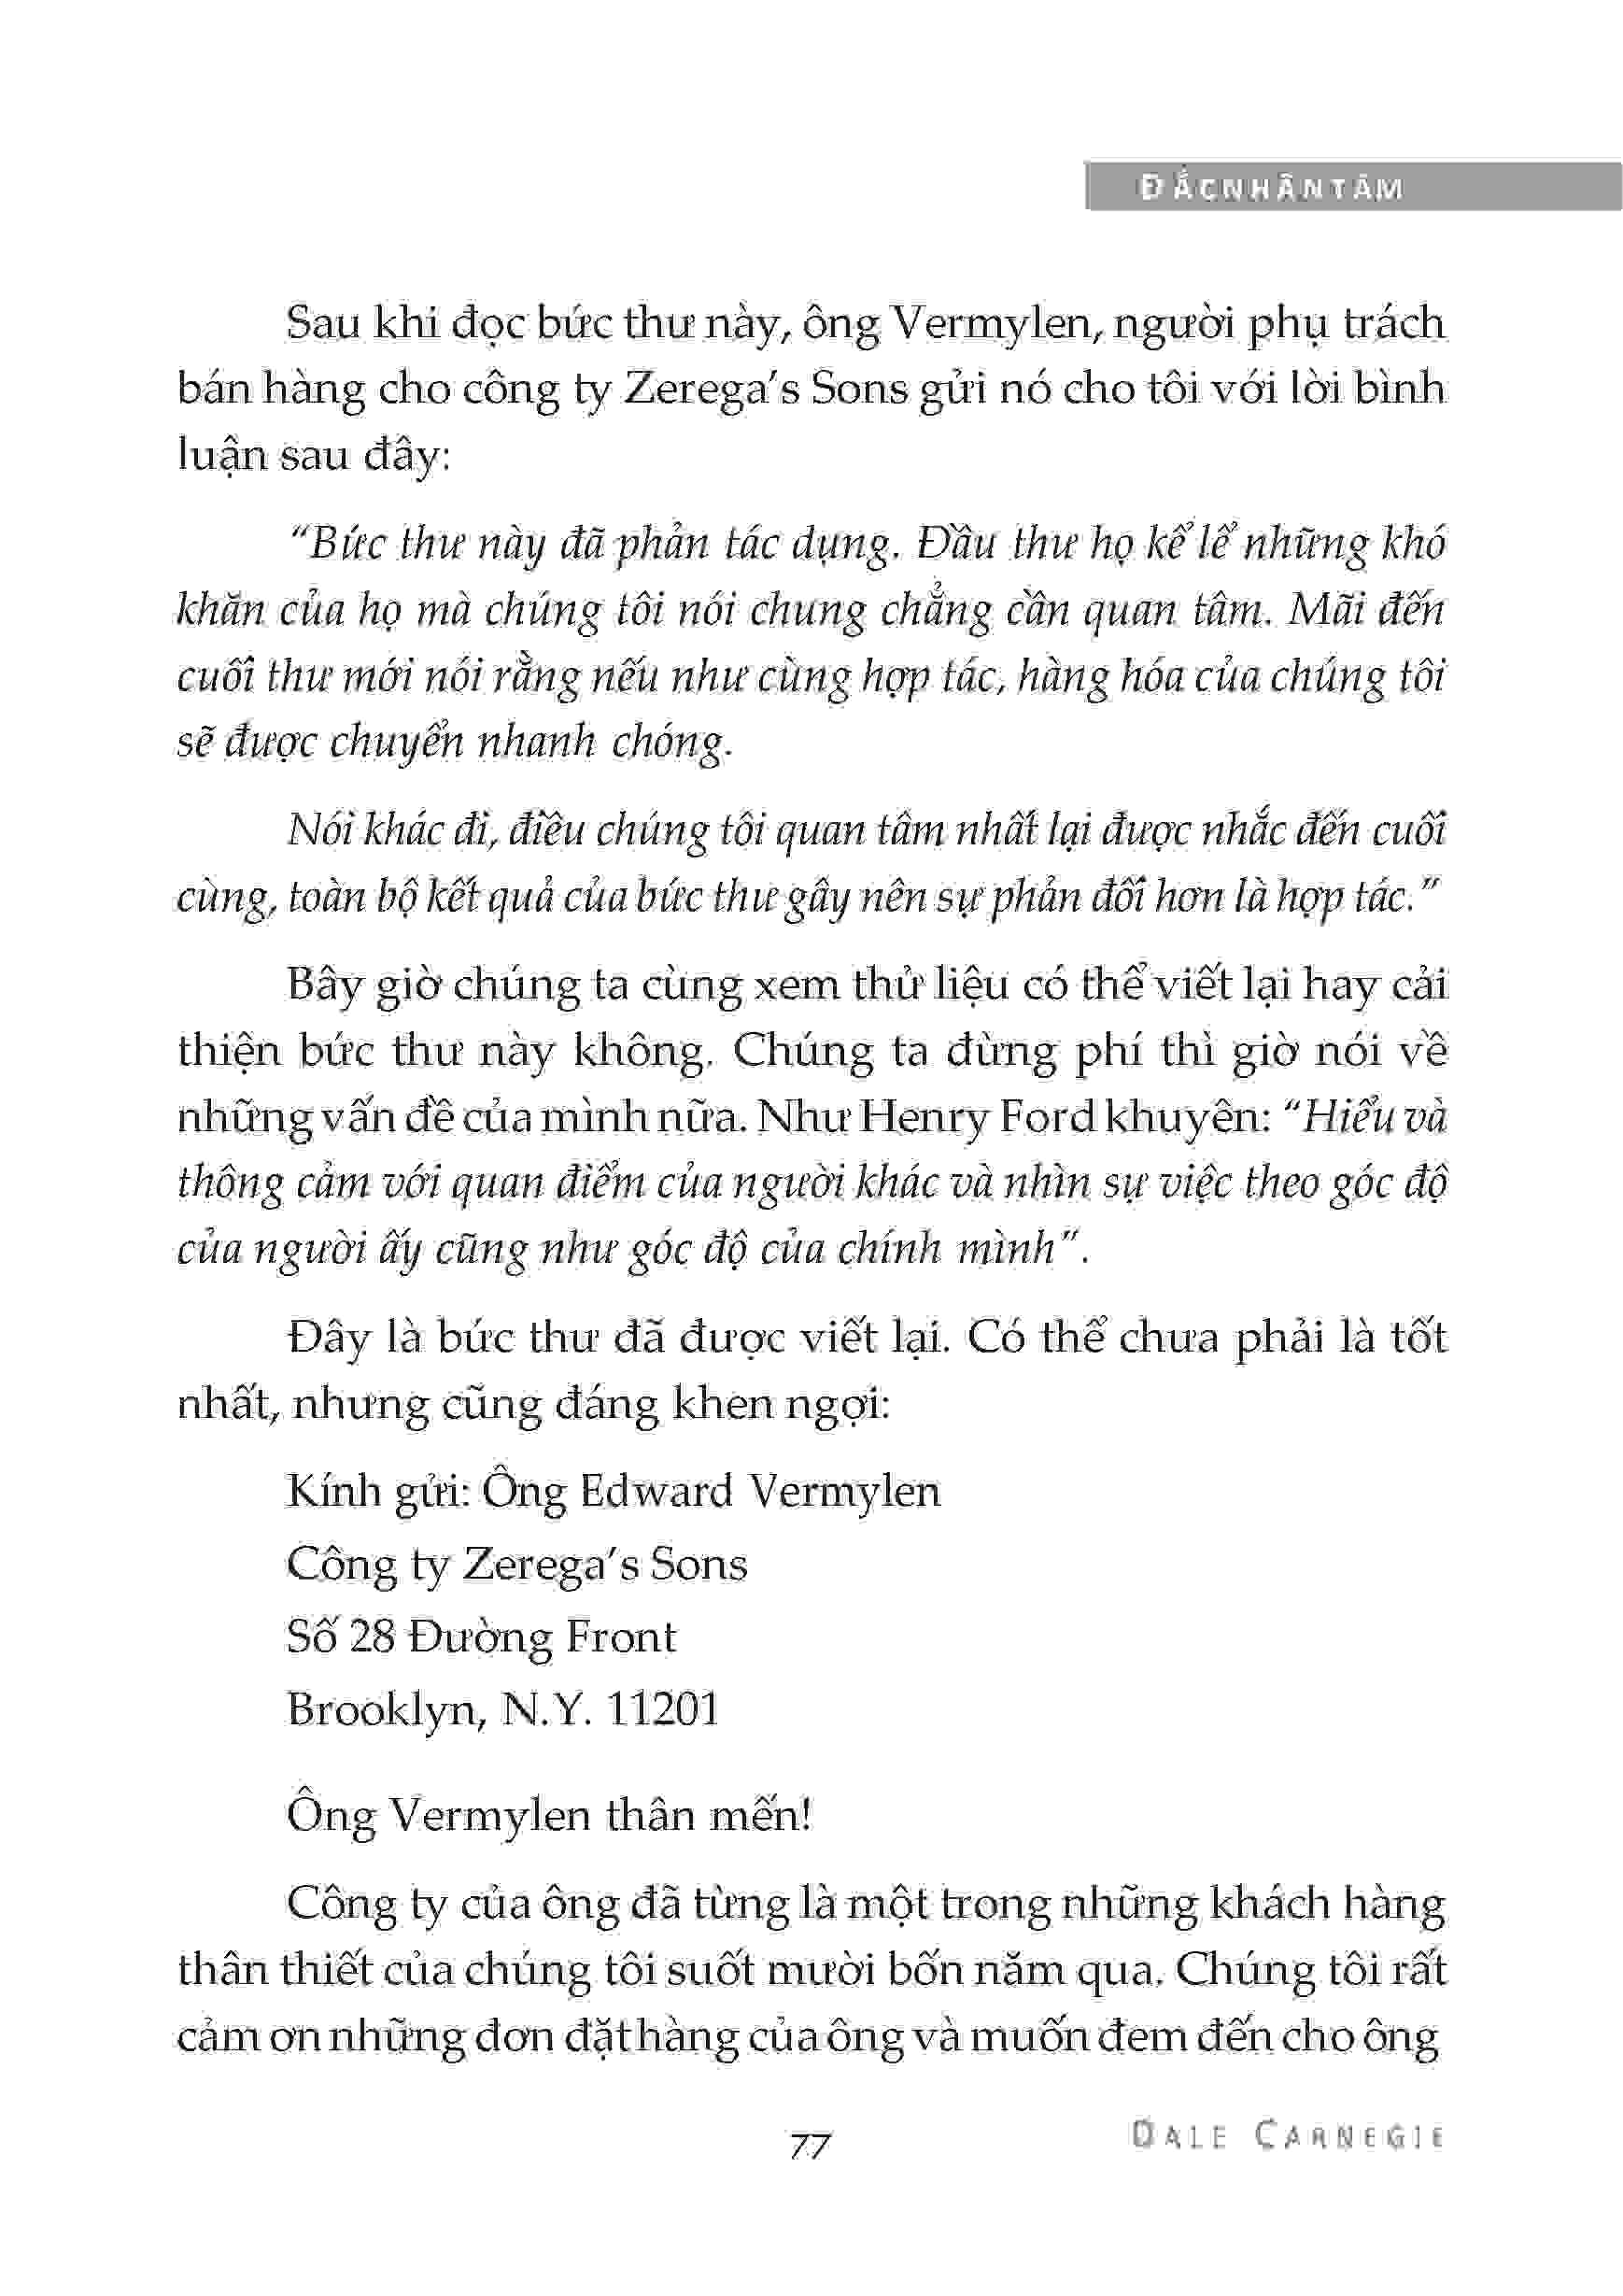 ĐẮCNHÂNTÂM
Sau khi đọc bức thư này, ông Vermylen, người phụ trách
bán hàng cho công ty Zerega’s Sons gửi nó cho tôi với lời bình
luận sau đây:
“Bức thư này đã phản tác dụng. Đầu thư họ kể lể những khó
khăn của họ mà chúng tôi nói chung chẳng cần quan tâm. Mãi đến
cuối thư mới nói rằng nếu như cùng hợp tác, hàng hóa của chúng tôi
sẽ được chuyển nhanh chóng.
Nói khác đi, điều chúng tôi quan tâm nhất lại được nhắc đến cuối
cùng, toàn bộ kết quả của bức thư gây nên sự phản đối hơn là hợp tác.”
Bây giờ chúng ta cùng xem thử liệu có thể viết lại hay cải
thiện bức thư này không. Chúng ta đừng phí thì giờ nói về
những vấn đề của mình nữa. Như Henry Ford khuyên: “Hiểu và
thông cảm với quan điểm của người khác và nhìn sự việc theo góc độ
của người ấy cũng như góc độ của chính mình”.
Đây là bức thư đã được viết lại. Có thể chưa phải là tốt
nhất, nhưng cũng đáng khen ngợi:
Kính gửi: Ông Edward Vermylen
Công ty Zerega’s Sons
Số 28 Đường Front
Brooklyn, N.Y. 11201
Ông Vermylen thân mến!
Công ty của ông đã từng là một trong những khách hàng
thân thiết của chúng tôi suốt mười bốn năm qua. Chúng tôi rất
cảm ơn những đơn đặt hàng của ông và muốn đem đến cho ông
77
DALE CARNEGIE